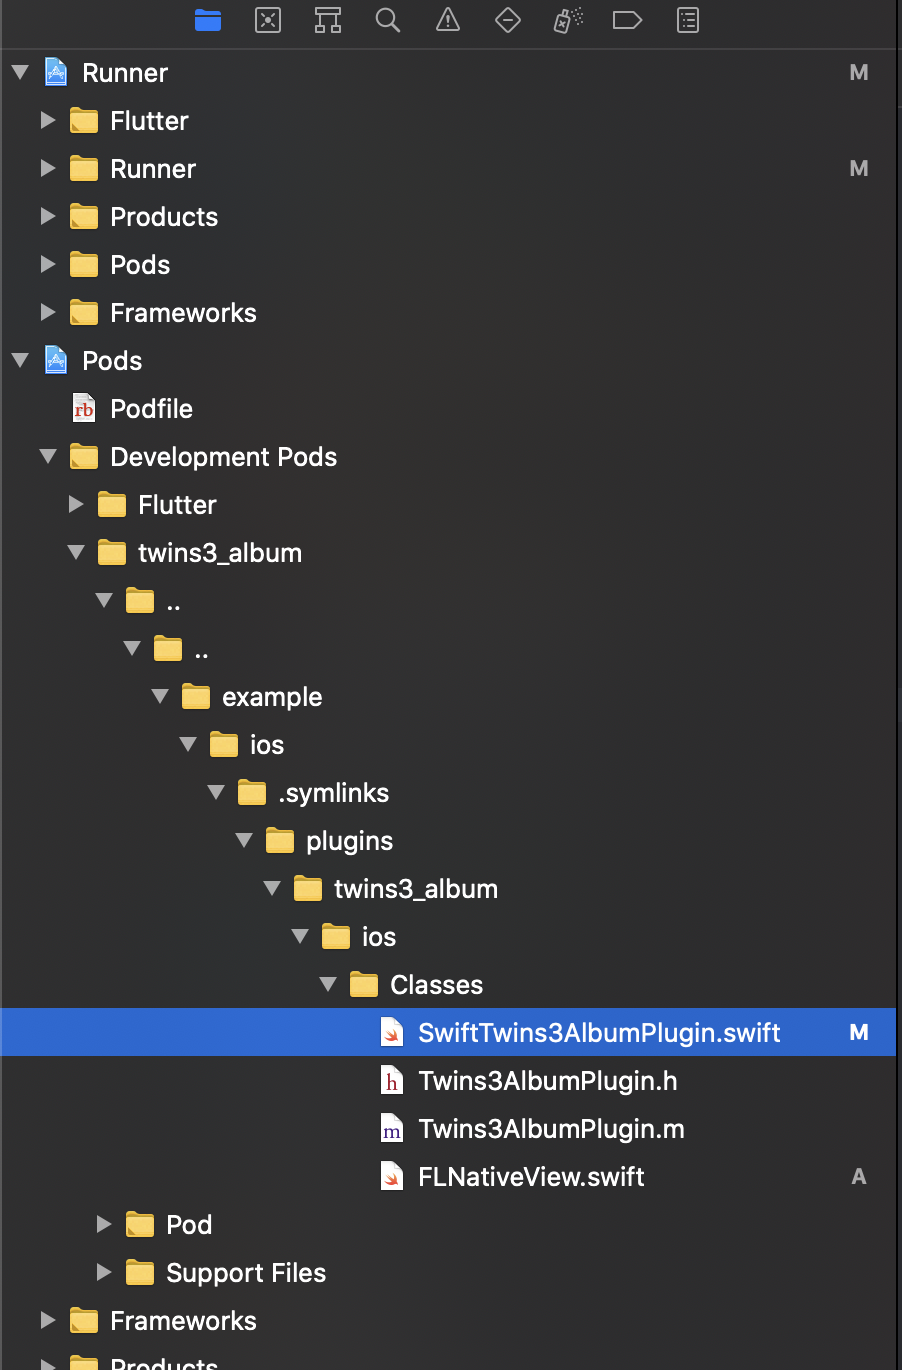 Runner M
Flutter
Runner M
Products
Pods
Frameworks
Pods
rb Podfile
Development Pods
Flutter
twins3_album
..
..
example
ios
.symlinks
plugins
twins3_album
ios
Classes
SwiftTwins3AlbumPlugin.swift M
h Twins3AlbumPlugin.h
m Twins3AlbumPlugin.m
FLNativeView.swift A
Pod
Support Files
Frameworks
Products